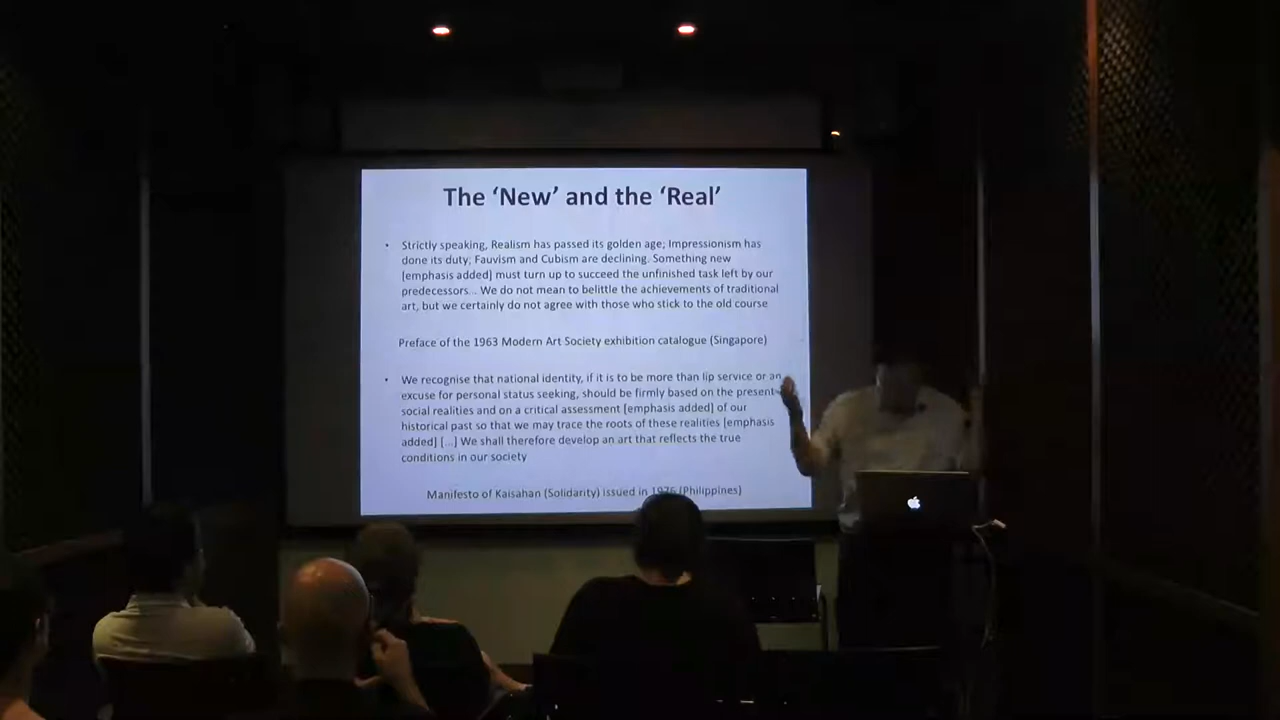 The ‘New’ and the ‘Real’
• Strictly speaking, Realism has passed its golden age; Impressionism has
done its duty; Fauvism and Cubism are declining. Something new
[emphasis added] must turn up to succeed the unfinished task left by our
predecessors... We do not mean to belittle the achievements of traditional
art, but we certainly do not agree with those who stick to the old course
Preface of the 1963 Modern Art Society exhibition catalogue (Singapore)
• We recognise that national identity, if it is to be more than lip service or an
excuse for personal status seeking, should be firmly based on the present
social realities and on a critical assessment [emphasis added] of our
historical past so that we may trace the roots of these realities [emphasis
added] [...] We shall therefore develop an art that reflects the true
conditions in our society
Manifesto of Kaisahan (Solidarity) issued in (Philippines)